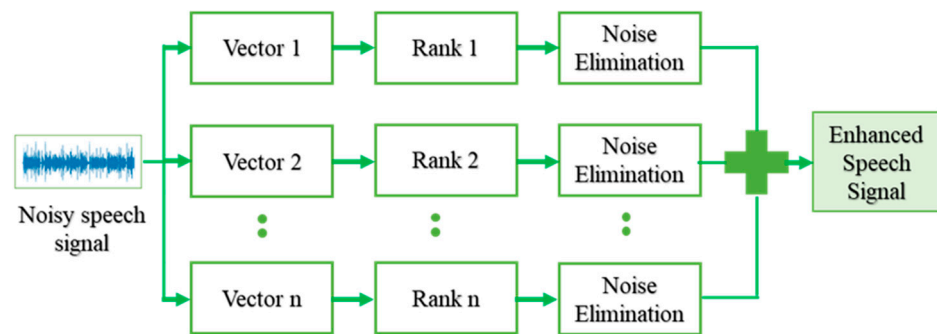 Vector 1
Rank 1
Noise
Elimination
Noisy speech
signal
Vector 2
Rank 2
Noise
Elimination
Enhanced
Speech
Signal
Vector n
Rank n
Noise
Elimination